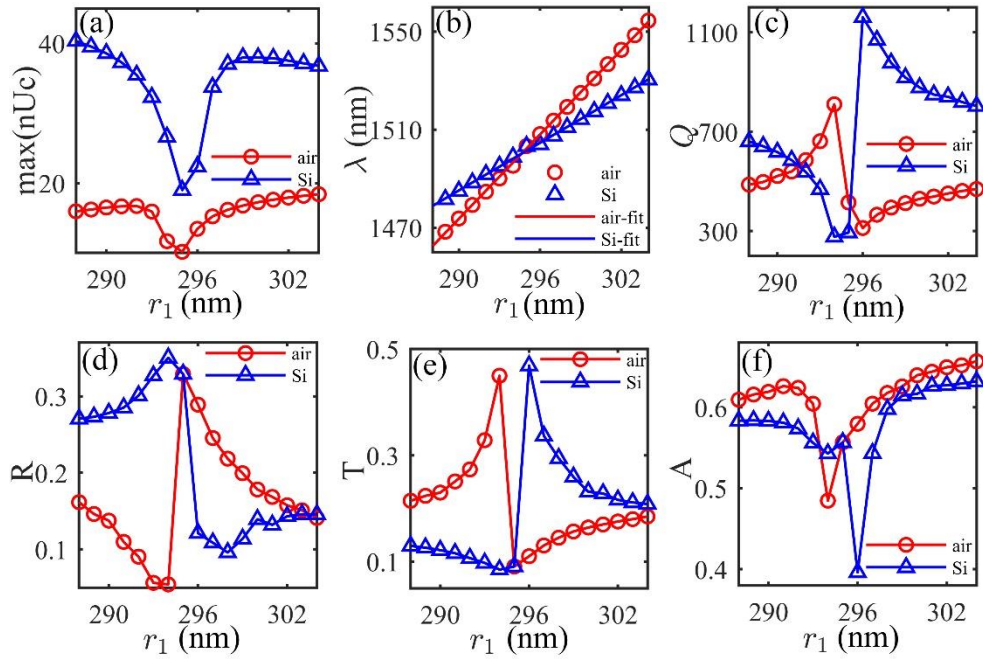 (a)
max(nUc)
40
20
air
Si
290 296 302
r1 (nm)
(b)
λ (nm)
1550
1510
1470
air
Si
air-fit
Si-fit
290 296 302
r1 (nm)
(c)
Q
1100
700
300
air
Si
290 296 302
r1 (nm)
(d)
R
0.3
0.2
0.1
air
Si
290 296 302
r1 (nm)
(e)
T
0.5
0.3
0.1
air
Si
290 296 302
r1 (nm)
(f)
A
0.6
0.5
0.4
air
Si
290 296 302
r1 (nm)